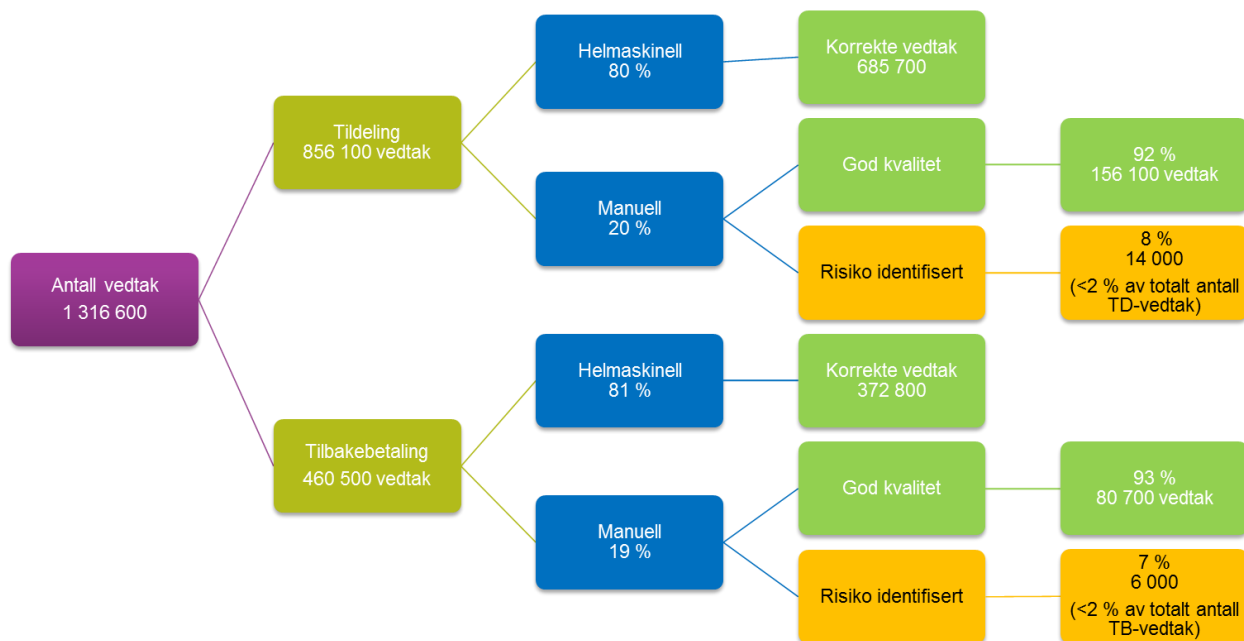 Antall vedtak
1 316 600
Tildeling
856 100 vedtak
Helmaskinell
80 %
Korrekte vedtak
685 700
Manuell
20 %
God kvalitet
92 %
156 100 vedtak
Risiko identifisert
8 %
14 000
(<2 % av totalt antall
TD-vedtak)
Tilbakebetaling
460 500 vedtak
Helmaskinell
81 %
Korrekte vedtak
372 800
Manuell
19 %
God kvalitet
93 %
80 700 vedtak
Risiko identifisert
7 %
6 000
(<2 % av totalt antall
TB-vedtak)